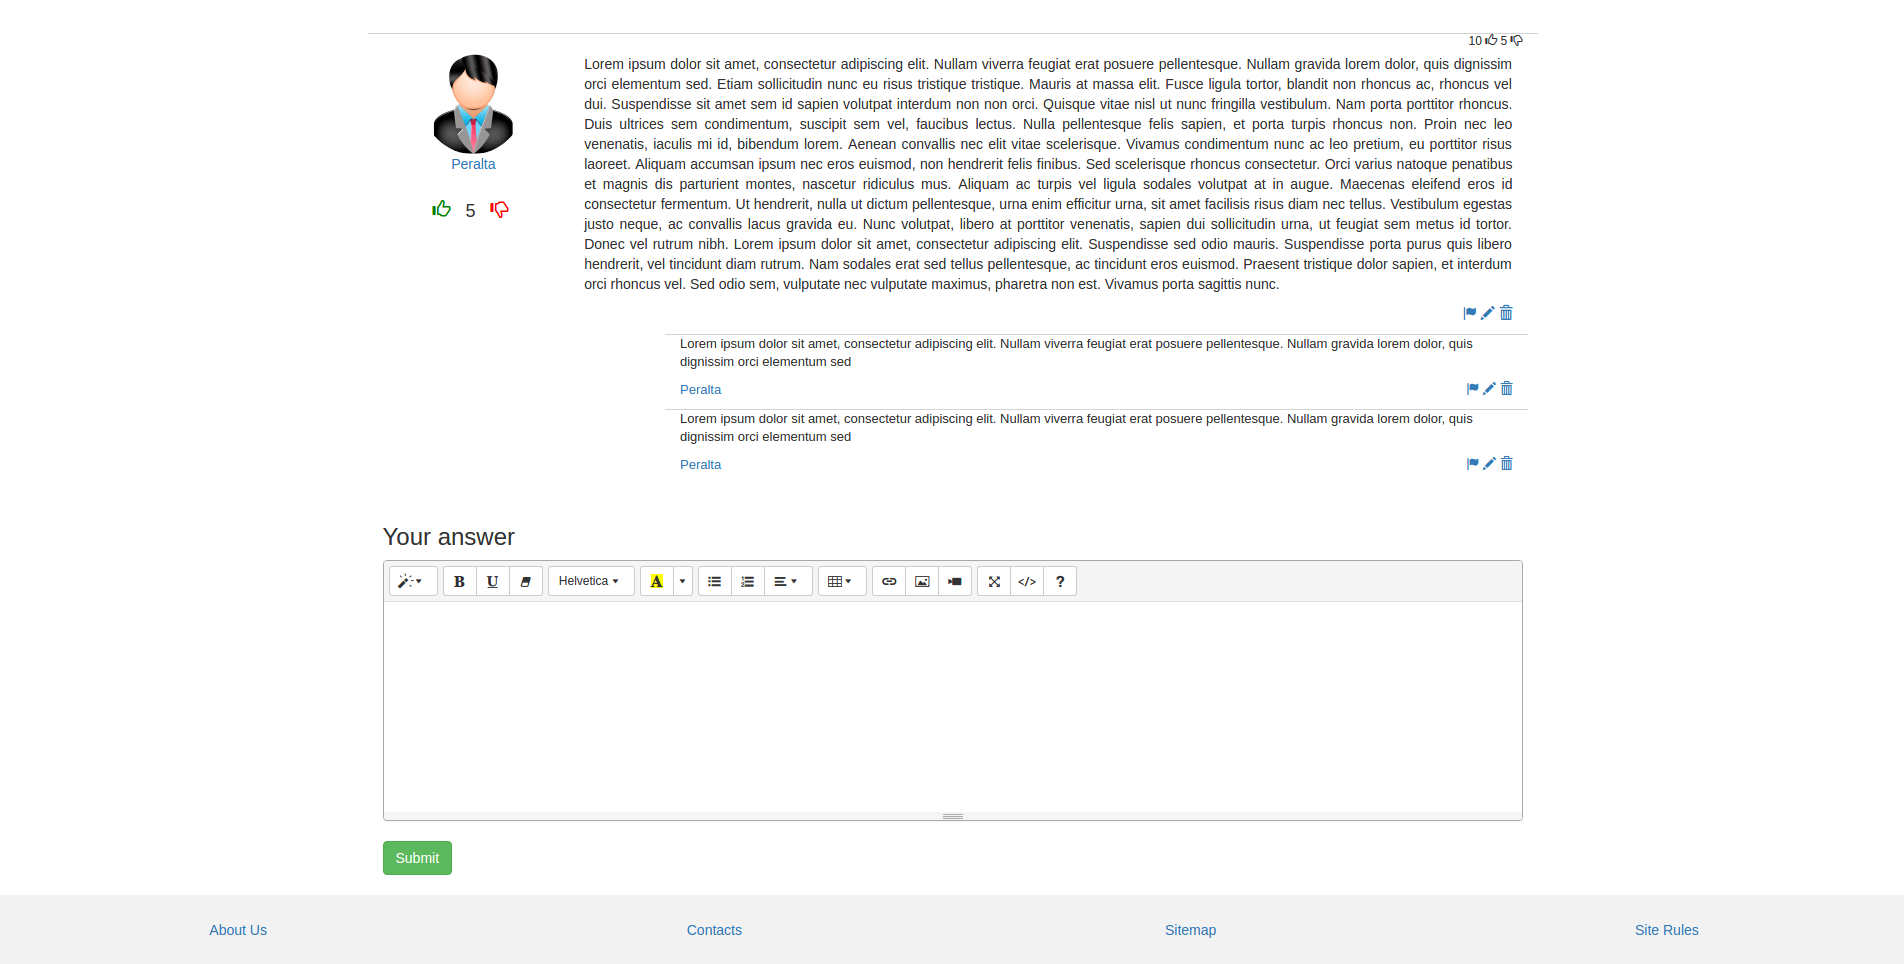 10 5
Lorem ipsum dolor sit amet, consectetur adipiscing elit. Nullam viverra feugiat erat posuere pellentesque. Nullam gravida lorem dolor, quis dignissim
orci elementum sed. Etiam sollicitudin nunc eu risus tristique tristique. Mauris at massa elit. Fusce ligula tortor, blandit non rhoncus ac, rhoncus vel
dui. Suspendisse sit amet sem id sapien volutpat interdum non non orci. Quisque vitae nisl ut nunc fringilla vestibulum. Nam porta porttitor rhoncus.
Duis ultrices sem condimentum, suscipit sem vel, faucibus lectus. Nulla pellentesque felis sapien, et porta turpis rhoncus non. Proin nec leo
venenatis, iaculis mi id, bibendum lorem. Aenean convallis nec elit vitae scelerisque. Vivamus condimentum nunc ac leo pretium, eu porttitor risus
laoreet. Aliquam accumsan ipsum nec eros euismod, non hendrerit felis finibus. Sed scelerisque rhoncus consectetur. Orci varius natoque penatibus
et magnis dis parturient montes, nascetur ridiculus mus. Aliquam ac turpis vel ligula sodales volutpat at in augue. Maecenas eleifend eros id
consectetur fermentum. Ut hendrerit, nulla ut dictum pellentesque, urna enim efficitur urna, sit amet facilisis risus diam nec tellus. Vestibulum egestas
justo neque, ac convallis lacus gravida eu. Nunc volutpat, libero at porttitor venenatis, sapien dui sollicitudin urna, ut feugiat sem metus id tortor.
Donec vel rutrum nibh. Lorem ipsum dolor sit amet, consectetur adipiscing elit. Suspendisse sed odio mauris. Suspendisse porta purus quis libero
hendrerit, vel tincidunt diam rutrum. Nam sodales erat sed tellus pellentesque, ac tincidunt eros euismod. Praesent tristique dolor sapien, et interdum
orci rhoncus vel. Sed odio sem, vulputate nec vulputate maximus, pharetra non est. Vivamus porta sagittis nunc.
Peralta
5
Lorem ipsum dolor sit amet, consectetur adipiscing elit. Nullam viverra feugiat erat posuere pellentesque. Nullam gravida lorem dolor, quis
dignissim orci elementum sed
Peralta
Lorem ipsum dolor sit amet, consectetur adipiscing elit. Nullam viverra feugiat erat posuere pellentesque. Nullam gravida lorem dolor, quis
dignissim orci elementum sed
Peralta
Your answer
B U Helvetica A </> ?
Submit
About Us Contacts Sitemap Site Rules